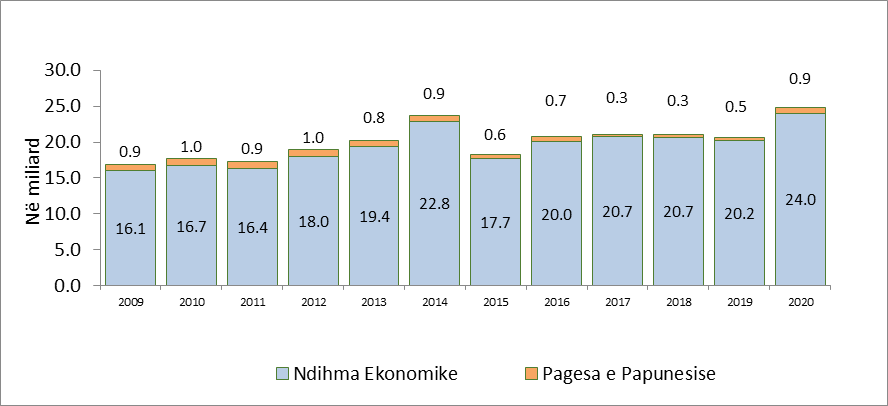 Në miliard
30.0
25.0
20.0
15.0
10.0
5.0
0.0
0.9 1.0 0.9 1.0 0.8 0.9 0.6 0.7 0.3 0.3 0.5 0.9
16.1 16.7 16.4 18.0 19.4 22.8 17.7 20.0 20.7 20.7 20.2 24.0
2009 2010 2011 2012 2013 2014 2015 2016 2017 2018 2019 2020
Ndihma Ekonomike Pagesa e Papunesise